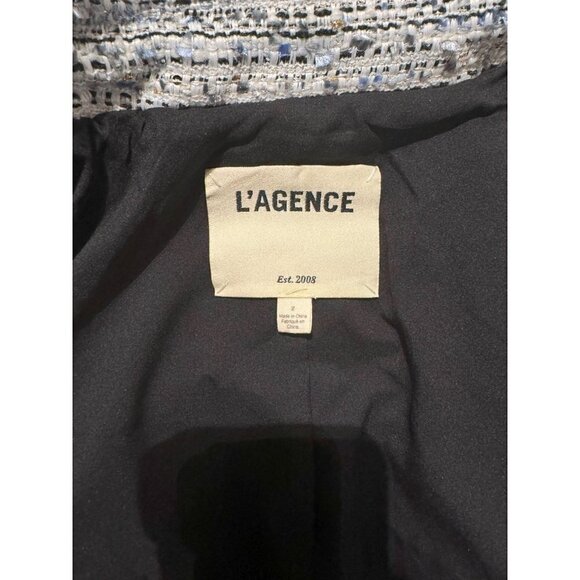 L'AGENCE
Est. 2008
2
Made in China
Fabriqué en
Chine